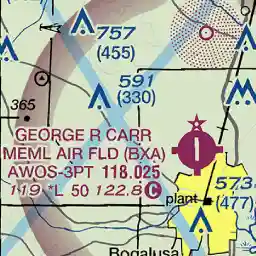 757
(455)
591
(330)
365
GEORGE R CARR
MEML AIR FLD (BXA)
AWOS-3PT 118.025
119 *L 50 122.8 C
573
(477)
plant
Bogalusa